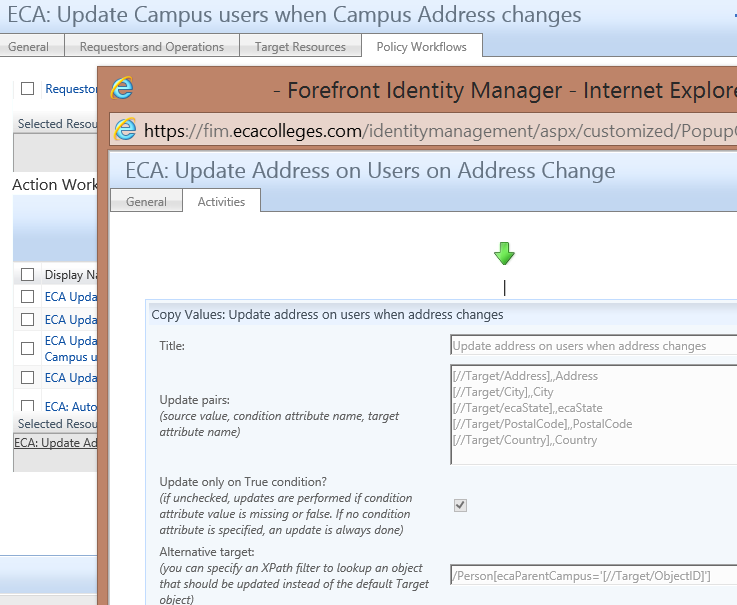 ECA: Update Campus users when Campus Address changes
General Requestors and Operations Target Resources Policy Workflows
Requestor
Selected Resou
Action Work
Display Na
ECA Upda
ECA Upda
ECA Upda
Campus u
ECA Upda
ECA: Auto
Selected Resou
ECA: Update Ad
- Forefront Identity Manager - Internet Explore
https://fim.ecacolleges.com/identitymanagement/aspx/customized/Popup
ECA: Update Address on Users on Address Change
General Activities
Copy Values: Update address on users when address changes
Title:
Update address on users when address changes
Update pairs:
(source value, condition attribute name, target
attribute name)
[//Target/Address],,Address
[//Target/City],,City
[//Target/ecaState],,ecaState
[//Target/PostalCode],,PostalCode
[//Target/Country],,Country
Update only on True condition?
(if unchecked, updates are performed if condition
attribute value is missing or false. If no condition
attribute is specified, an update is always done)
Alternative target:
(you can specify an XPath filter to lookup an object
that should be updated instead of the default Target
object)
/Person[ecaParentCampus='[//Target/ObjectID]']